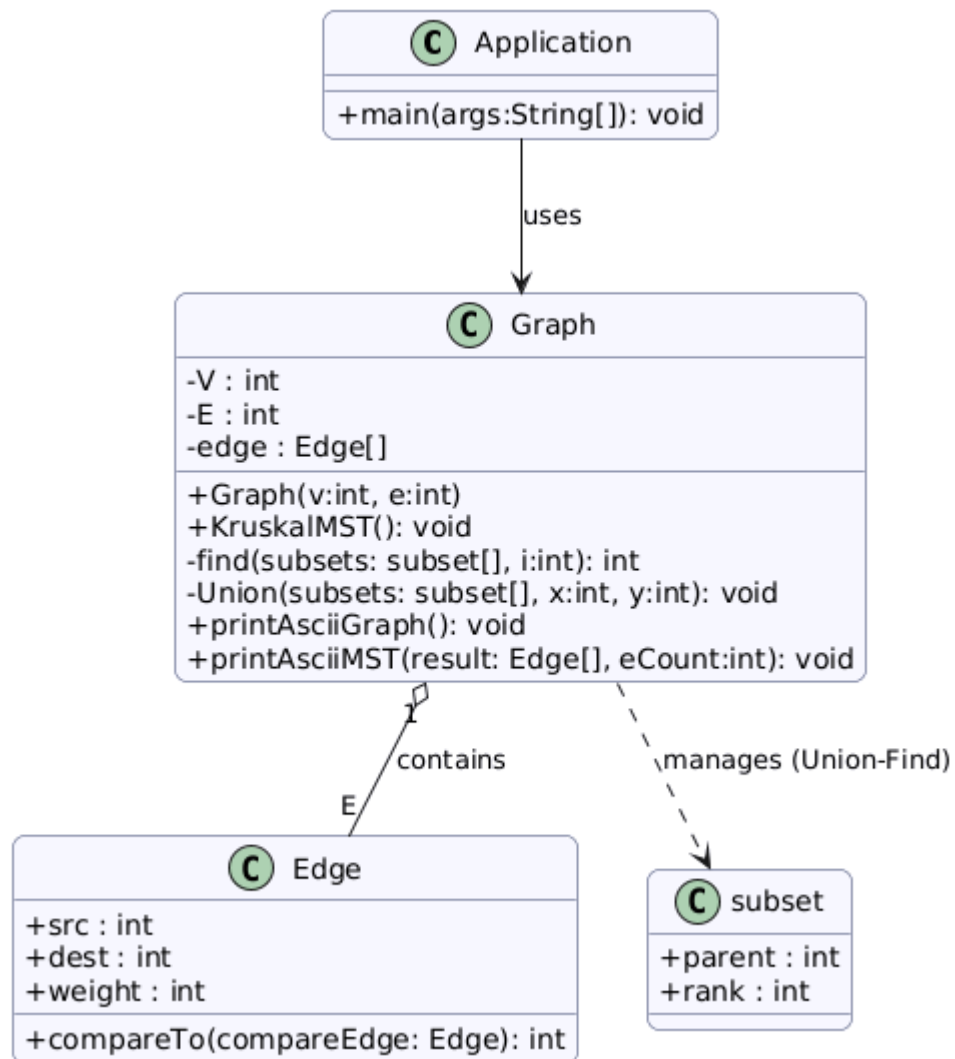 C Application
+main(args:String[]): void
uses
C Graph
-V : int
-E : int
-edge : Edge[]
+Graph(v:int, e:int)
+KruskalMST(): void
-find(subsets: subset[], i:int): int
-Union(subsets: subset[], x:int, y:int): void
+printAsciiGraph(): void
+printAsciiMST(result: Edge[], eCount:int): void
1
contains
manages (Union-Find)
E
C Edge
+src : int
+dest : int
+weight : int
+compareTo(compareEdge: Edge): int
C subset
+parent : int
+rank : int